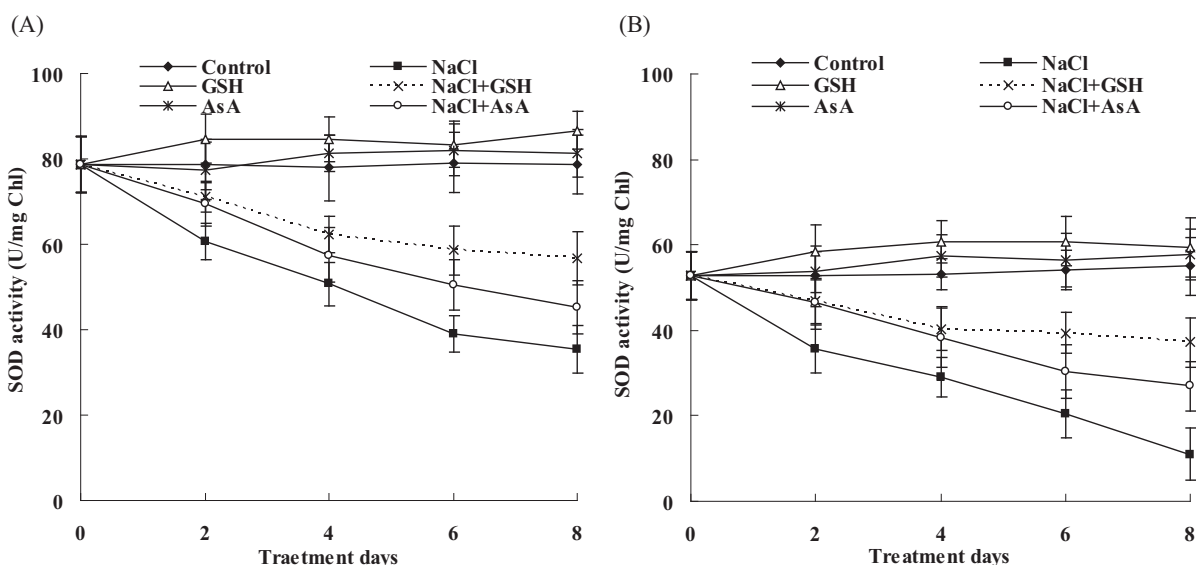 (A)
Control NaCl
GSH NaCl+GSH
AsA NaCl+AsA
100
80
60
40
20
0
SOD activity (U/mg Chl)
0 2 4 6 8
Traetment days
(B)
Control NaCl
GSH NaCl+GSH
AsA NaCl+AsA
100
80
60
40
20
0
SOD activity (U/mg Chl)
0 2 4 6 8
Treatment days